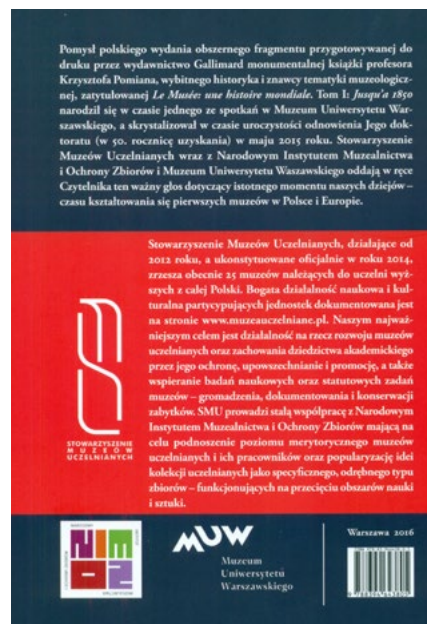 Pomysł polskiego wydania obszernego fragmentu przygotowywanej do
druku przez wydawnictwo Gallimard monumentalnej książki profesora
Krzysztofa Pomiana, wybitnego historyka i znawcy tematyki muzeologicz-
nej, zatytułowanej Le Musée: une histoire mondiale. Tom I: Jusqu'a 1850
narodził się w czasie jednego ze spotkań w Muzeum Uniwersytetu War-
szawskiego, a skrystalizował w czasie uroczystości odnowienia Jego dok-
toratu (w 50. rocznicę uzyskania) w maju 2015 roku. Stowarzyszenie
Muzeów Uczelnianych wraz z Narodowym Instytutem Muzealnictwa
i Ochrony Zbiorów i Muzeum Uniwersytetu Waszawskiego oddają w ręce
Czytelnika ten ważny głos dotyczący istotnego momentu naszych dziejów –
czasu kształtowania się pierwszych muzeów w Polsce i Europie.
Stowarzyszenie Muzeów Uczelnianych, działające od
2012 roku, a ukonstytuowane oficjalnie w roku 2014,
zrzesza obecnie 25 muzeów należących do uczelni wyż-
szych z całej Polski. Bogata działalność naukowa i kul-
turalna partycypujących jednostek dokumentowana jest
na stronie www.muzeauczelniane.pl. Naszym najważ-
niejszym celem jest działalność na rzecz rozwoju muzeów
uczelnianych oraz zachowania dziedzictwa akademickiego
przez jego ochronę, upowszechnianie i promocję, a także
wspieranie badań naukowych oraz statutowych zadań
muzeów – gromadzenia, dokumentowania i konserwacji
zabytków. SMU prowadzi stałą współpracę z Narodowym
Instytutem Muzealnictwa i Ochrony Zbiorów mającą na
celu podnoszenie poziomu merytorycznego muzeów
uczelnianych i ich pracowników oraz popularyzację idei
kolekcji uczelnianych jako specyficznego, odrębnego typu
zbiorów – funkcjonujących na przecięciu obszarów nauki
i sztuki.
STOWARZYSZENIE
MUZEÓW
UCZELNIANYCH
NIMOZ
MUW
Muzeum
Uniwersytetu
Warszawskiego
Warszawa 2016